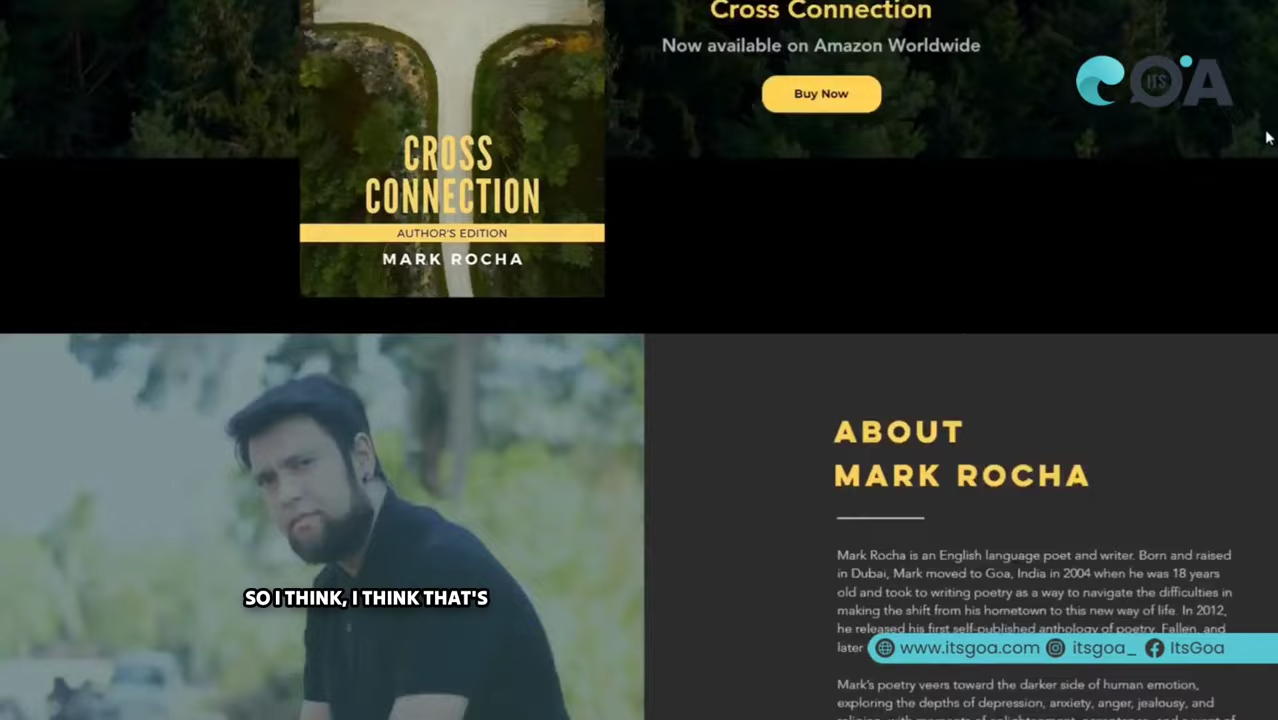 Cross Connection
Now available on Amazon Worldwide
Buy Now
ITS
GOA
CROSS
CONNECTION
AUTHOR'S EDITION
MARK ROCHA
ABOUT
MARK ROCHA
Mark Rocha is an English language poet and writer. Born and raised
in Dubai, Mark moved to Goa, India in 2004 when he was 18 years
old and took to writing poetry as a way to navigate the difficulties in
making the shift from his hometown to this new way of life. In 2012,
he released his first self-published anthology of poetry, Fallen, and
later
SO I THINK, I THINK THAT'S
www.itsgoa.com itsgoa_ ItsGoa
Mark's poetry veers toward the darker side of human emotion,
exploring the depths of depression, anxiety, anger, jealousy, and